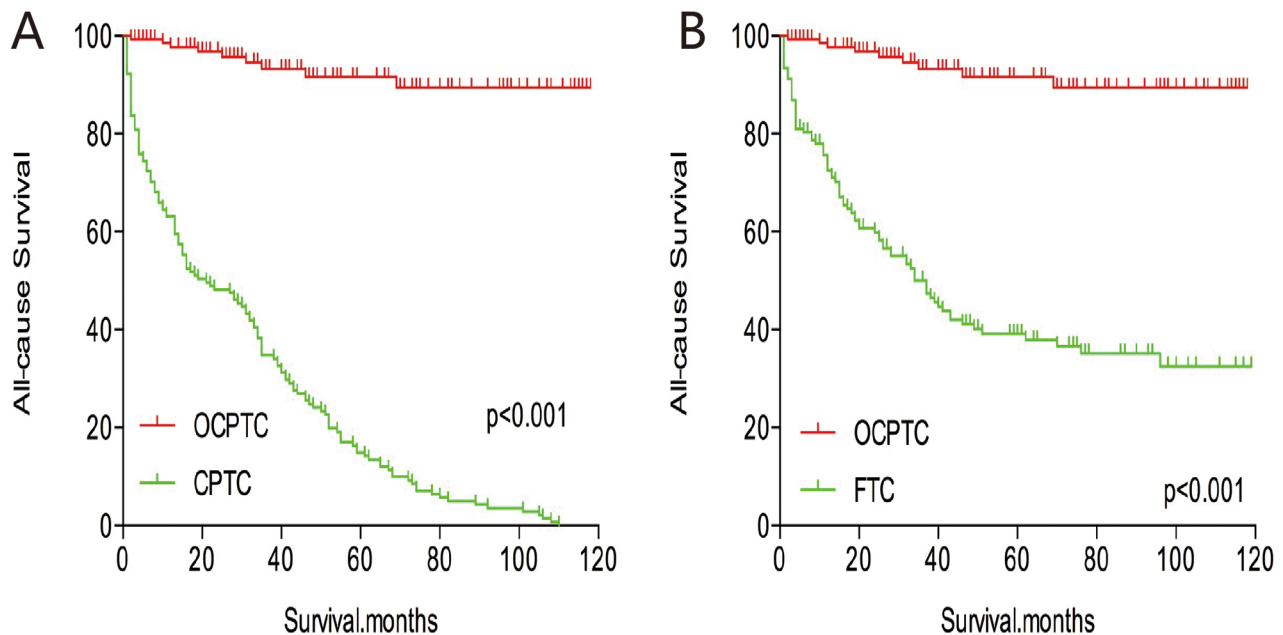 A
100
80
60
40
20
0
All-cause Survival
OCPTC
CPTC
p<0.001
0 20 40 60 80 100 120
Survival.months
B
100
80
60
40
20
0
All-cause Survival
OCPTC
FTC
p<0.001
0 20 40 60 80 100 120
Survival.months